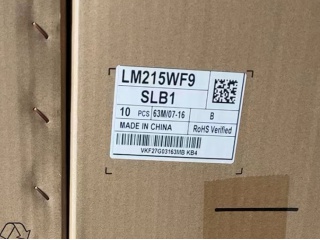 LM215WF9
SLB1
10 PCS 63M/07-16 B
MADE IN CHINA RoHS Verified
VKF27G03163MB KB4